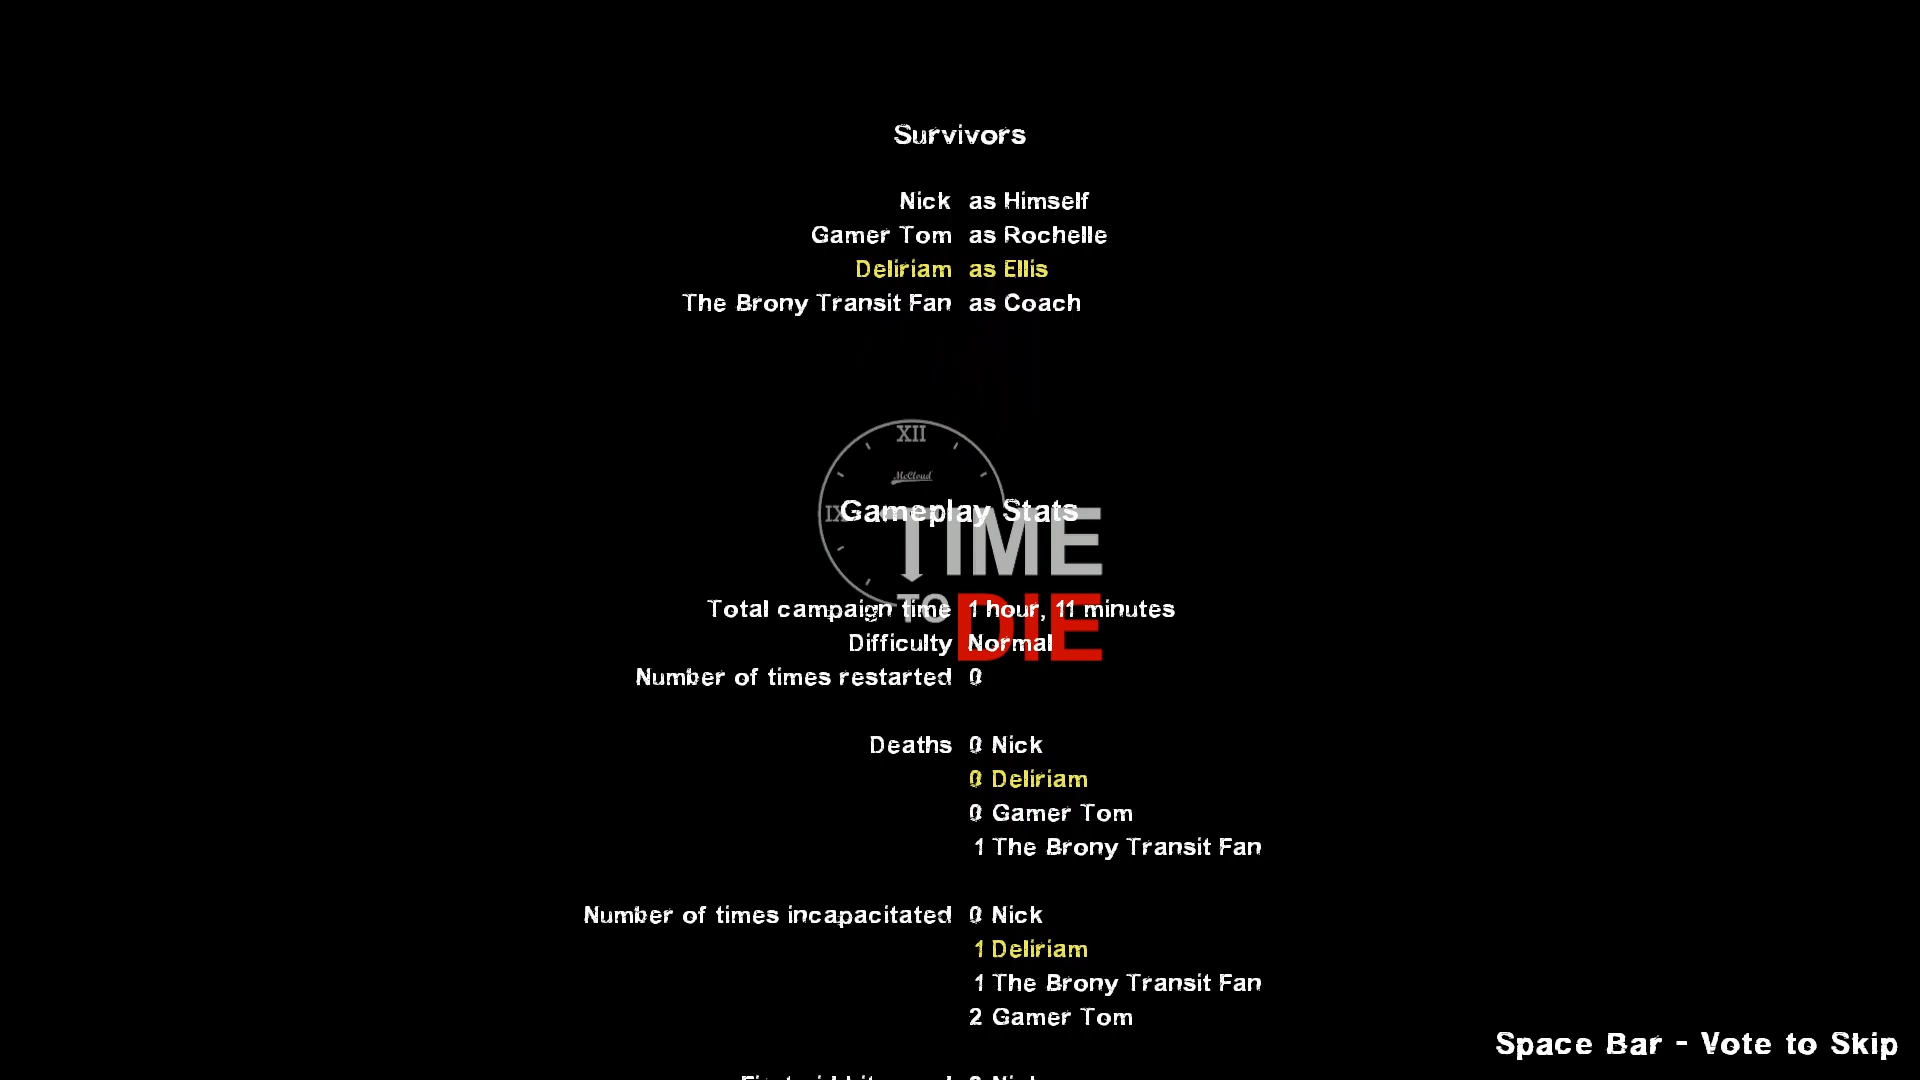 Survivors
Nick as Himself
Gamer Tom as Rochelle
Deliriam as Ellis
The Brony Transit Fan as Coach
XII
McCloud
IX
Gameplay Stats
TIME
TO DIE
Total campaign time 1 hour, 11 minutes
Difficulty Normal
Number of times restarted 0
Deaths 0 Nick
0 Deliriam
0 Gamer Tom
1 The Brony Transit Fan
Number of times incapacitated 0 Nick
1 Deliriam
1 The Brony Transit Fan
2 Gamer Tom
Space Bar - Vote to Skip